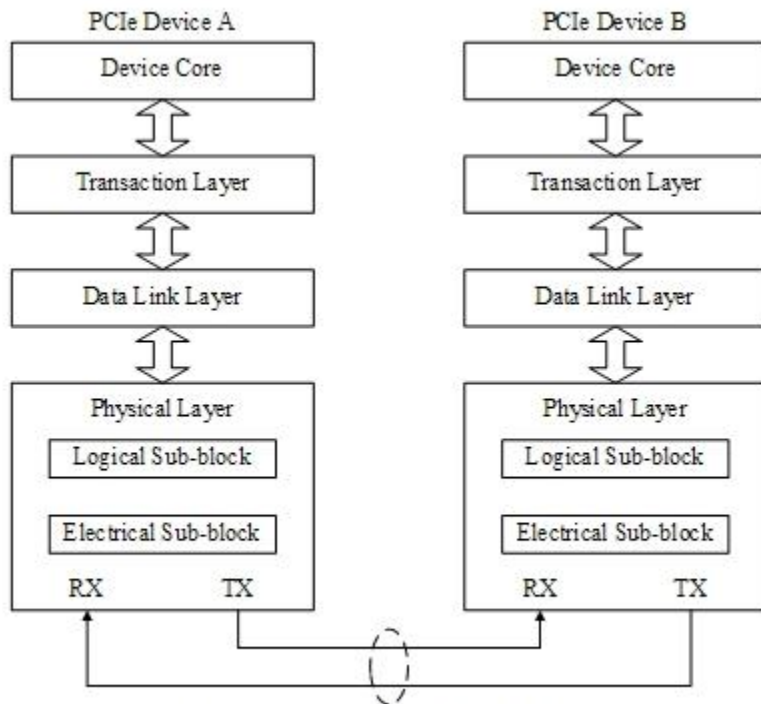 PCIe Device A
Device Core
Transaction Layer
Data Link Layer
Physical Layer
Logical Sub-block
Electrical Sub-block
RX TX
PCIe Device B
Device Core
Transaction Layer
Data Link Layer
Physical Layer
Logical Sub-block
Electrical Sub-block
RX TX